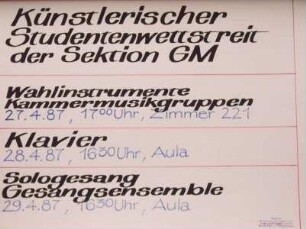 Künstlerischer
Studentenwettstreit
der Sektion GM
Wahlinstrumente
Kammermusikgruppen
27.4.87, 17⁰⁰Uhr, Zimmer 221
Klavier
28.4.87, 16³⁰Uhr, Aula
Sologesang
Gesangsensemble
29.4.87, 16³⁰Uhr, Aula